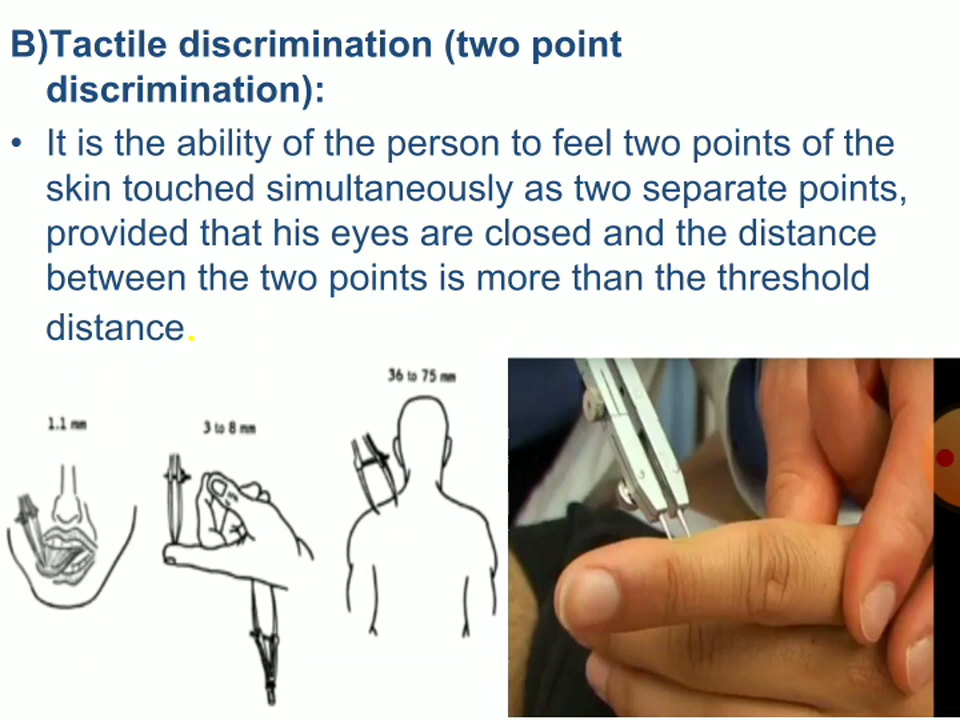 B)Tactile discrimination (two point
discrimination):
• It is the ability of the person to feel two points of the
skin touched simultaneously as two separate points,
provided that his eyes are closed and the distance
between the two points is more than the threshold
distance.
36 to 75 mm
1.1 mm
3 to 8 mm